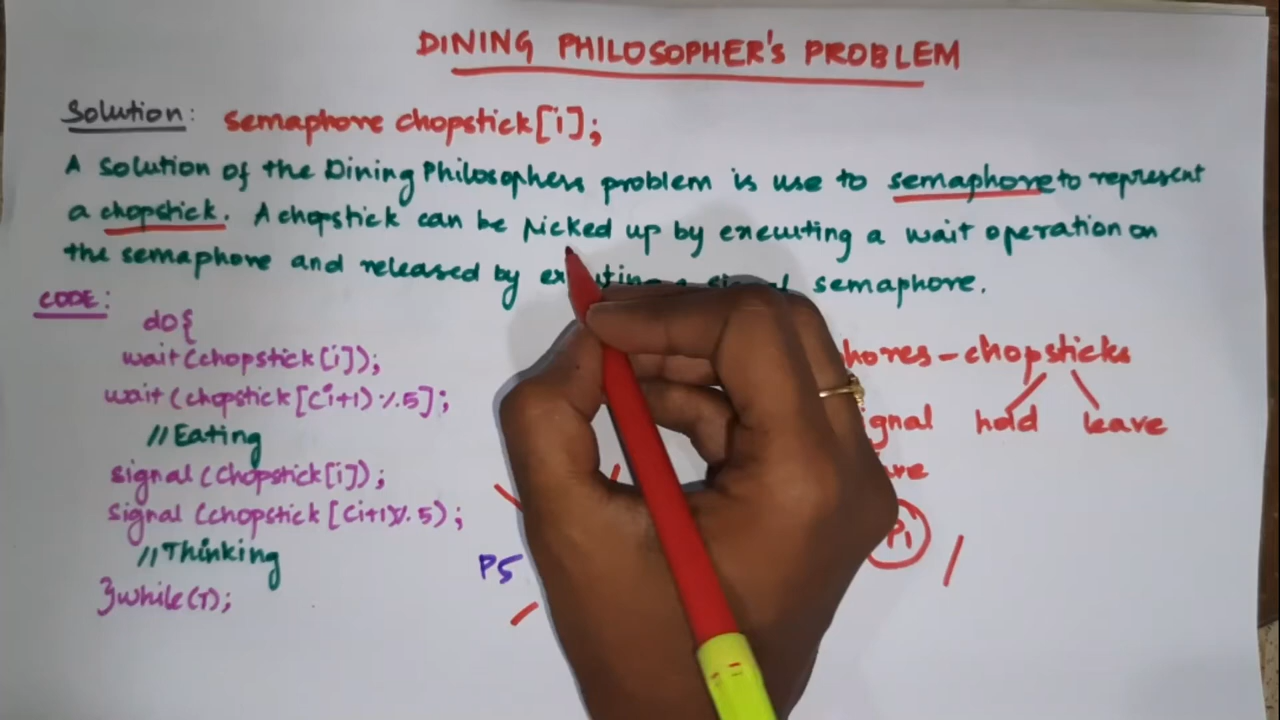 DINING PHILOSOPHER'S PROBLEM
Solution: semaphore chopstick[i];
A solution of the Dining Philosophers problem is use to semaphore to represent
a chopstick. A chopstick can be picked up by executing a wait operation on
the semaphore and released by a semaphore.
CODE:
do{
wait(chopstick[i]);
wait(chopstick[(i+1)%.5];
//Eating
signal(chopstick[i]);
signal (chopstick[(i+1)%.5);
//Thinking
}while(T);
chopsticks
hold leave
P1
P5